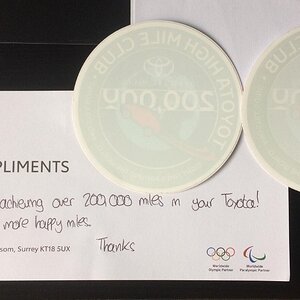 TOYOTA HIGH MILE CLUB
200,000
PLIMENTS
acheiving over 200,000 miles in your Toyota!
more happy miles.
Thanks
som, Surrey KT18 5UX
Worldwide
Olympic Partner
Worldwide
Paralympic Partner